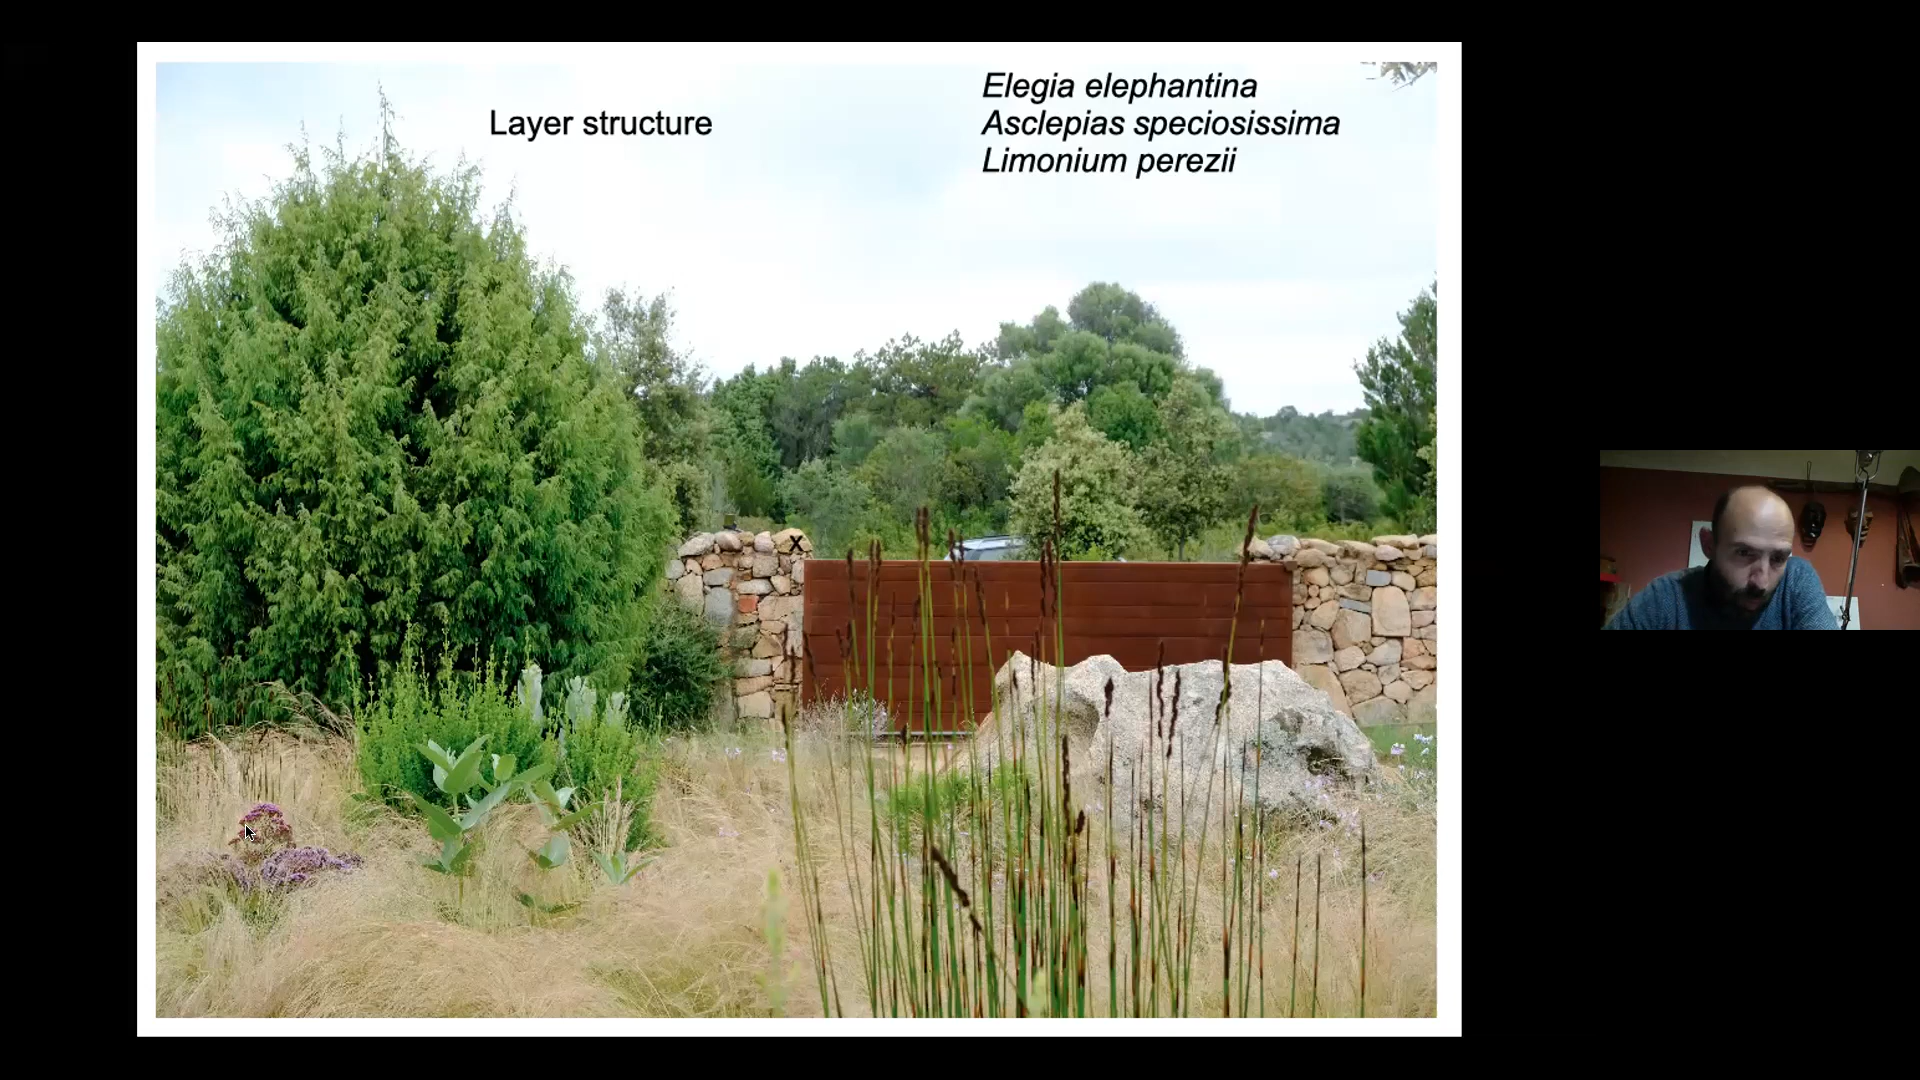 Layer structure
Elegia elephantina
Asclepias speciosissima
Limonium perezii
x